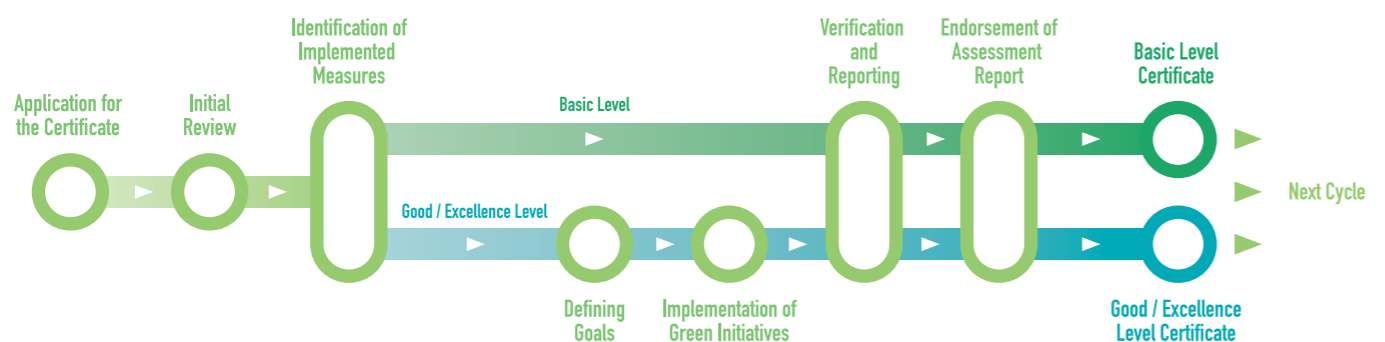 Application for
the Certificate
Initial
Review
Identification of
Implemented
Measures
Basic Level
Good / Excellence Level
Defining
Goals
Implementation of
Green Initiatives
Verification
and
Reporting
Endorsement of
Assessment
Report
Basic Level
Certificate
Good / Excellence
Level Certificate
Next Cycle